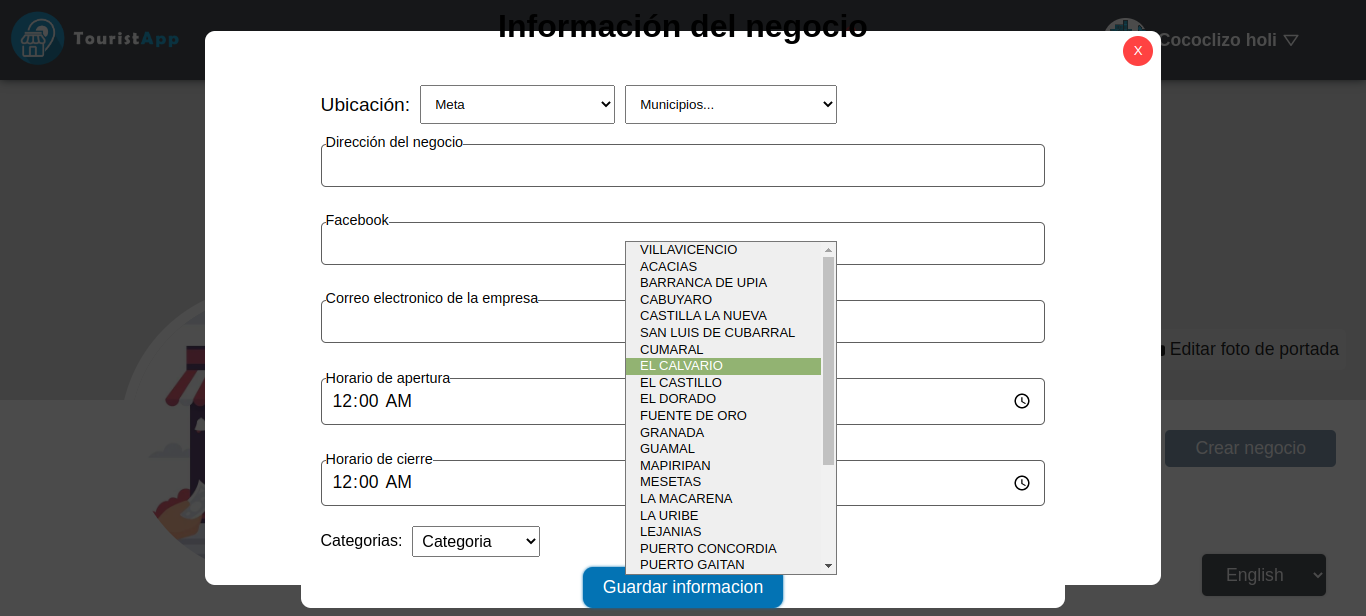 Información del negocio
TouristApp
Cococlizo holi
X
Ubicación:
Meta
Municipios...
Dirección del negocio
Facebook
VILLAVICENCIO
ACACIAS
BARRANCA DE UPIA
CABUYARO
CASTILLA LA NUEVA
SAN LUIS DE CUBARRAL
CUMARAL
EL CALVARIO
EL CASTILLO
EL DORADO
FUENTE DE ORO
GRANADA
GUAMAL
MAPIRIPAN
MESETAS
LA MACARENA
LA URIBE
LEJANIAS
PUERTO CONCORDIA
PUERTO GAITAN
Correo electronico de la empresa
Editar foto de portada
Horario de apertura
12:00 AM
Crear negocio
Horario de cierre
12:00 AM
Categorias:
Categoria
English
Guardar informacion